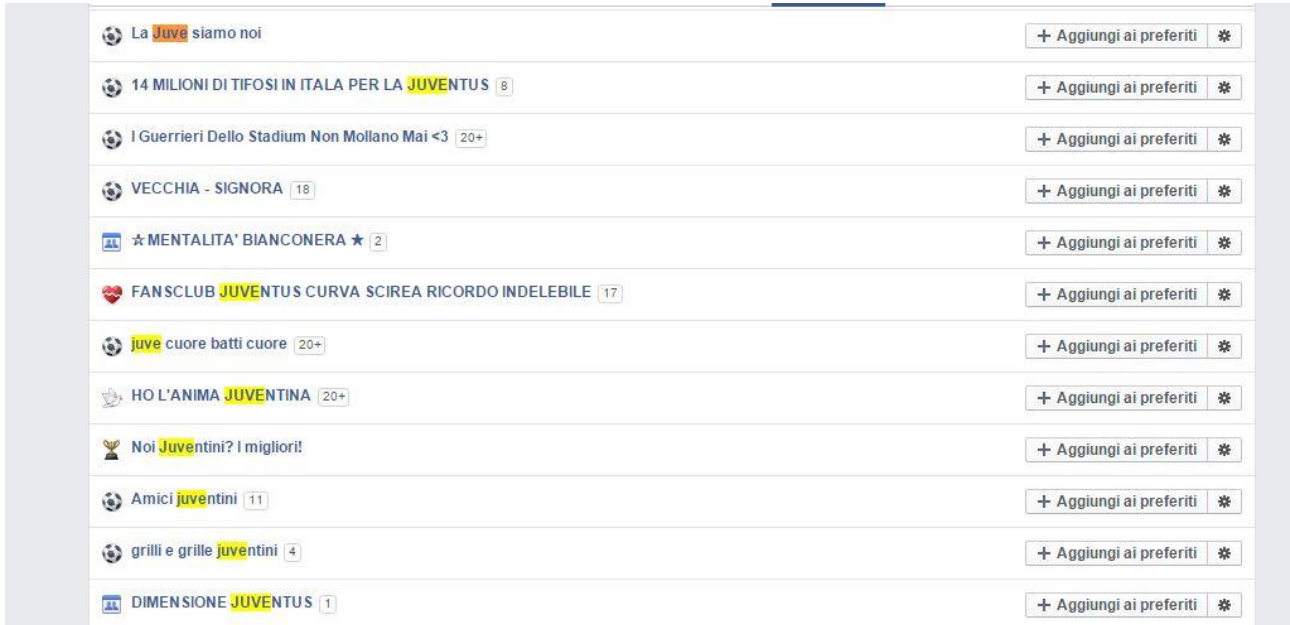 La Juve siamo noi + Aggiungi ai preferiti
14 MILIONI DI TIFOSI IN ITALA PER LA JUVENTUS 8 + Aggiungi ai preferiti
I Guerrieri Dello Stadium Non Mollano Mai <3 20+ + Aggiungi ai preferiti
VECCHIA - SIGNORA 18 + Aggiungi ai preferiti
☆ MENTALITA' BIANCONERA ★ 2 + Aggiungi ai preferiti
FANSCLUB JUVENTUS CURVA SCIREA RICORDO INDELEBILE 17 + Aggiungi ai preferiti
juve cuore batti cuore 20+ + Aggiungi ai preferiti
HO L'ANIMA JUVENTINA 20+ + Aggiungi ai preferiti
Noi Juventini? I migliori! + Aggiungi ai preferiti
Amici juventini 11 + Aggiungi ai preferiti
grilli e grille juventini 4 + Aggiungi ai preferiti
DIMENSIONE JUVENTUS 1 + Aggiungi ai preferiti